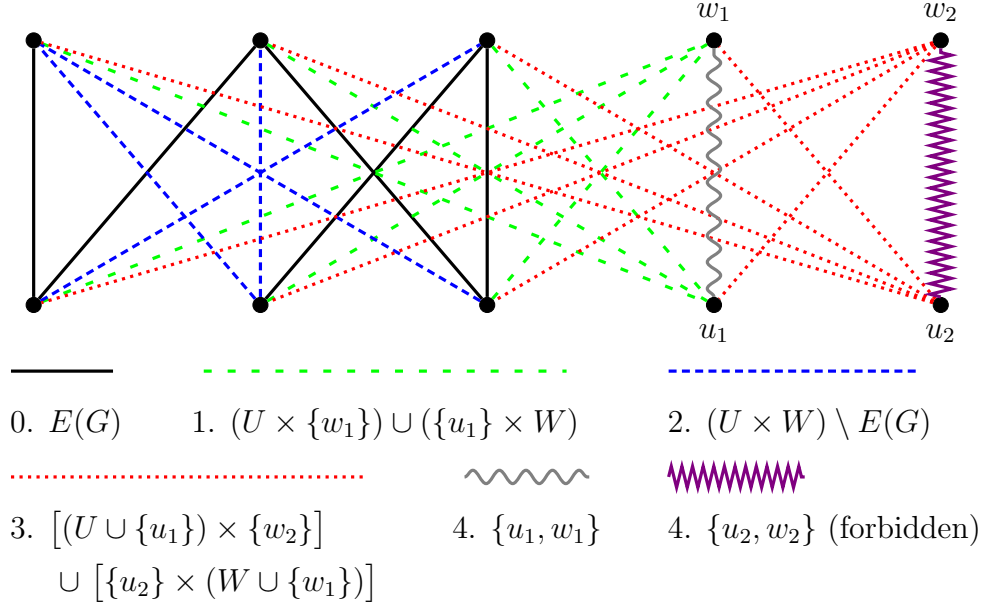 w₁ w₂
u₁ u₂
0. E(G) 1. (U × {w₁}) ∪ ({u₁} × W) 2. (U × W) \ E(G)
3. [(U ∪ {u₁}) × {w₂}] 4. {u₁, w₁} 4. {u₂, w₂} (forbidden)
∪ [{u₂} × (W ∪ {w₁})]